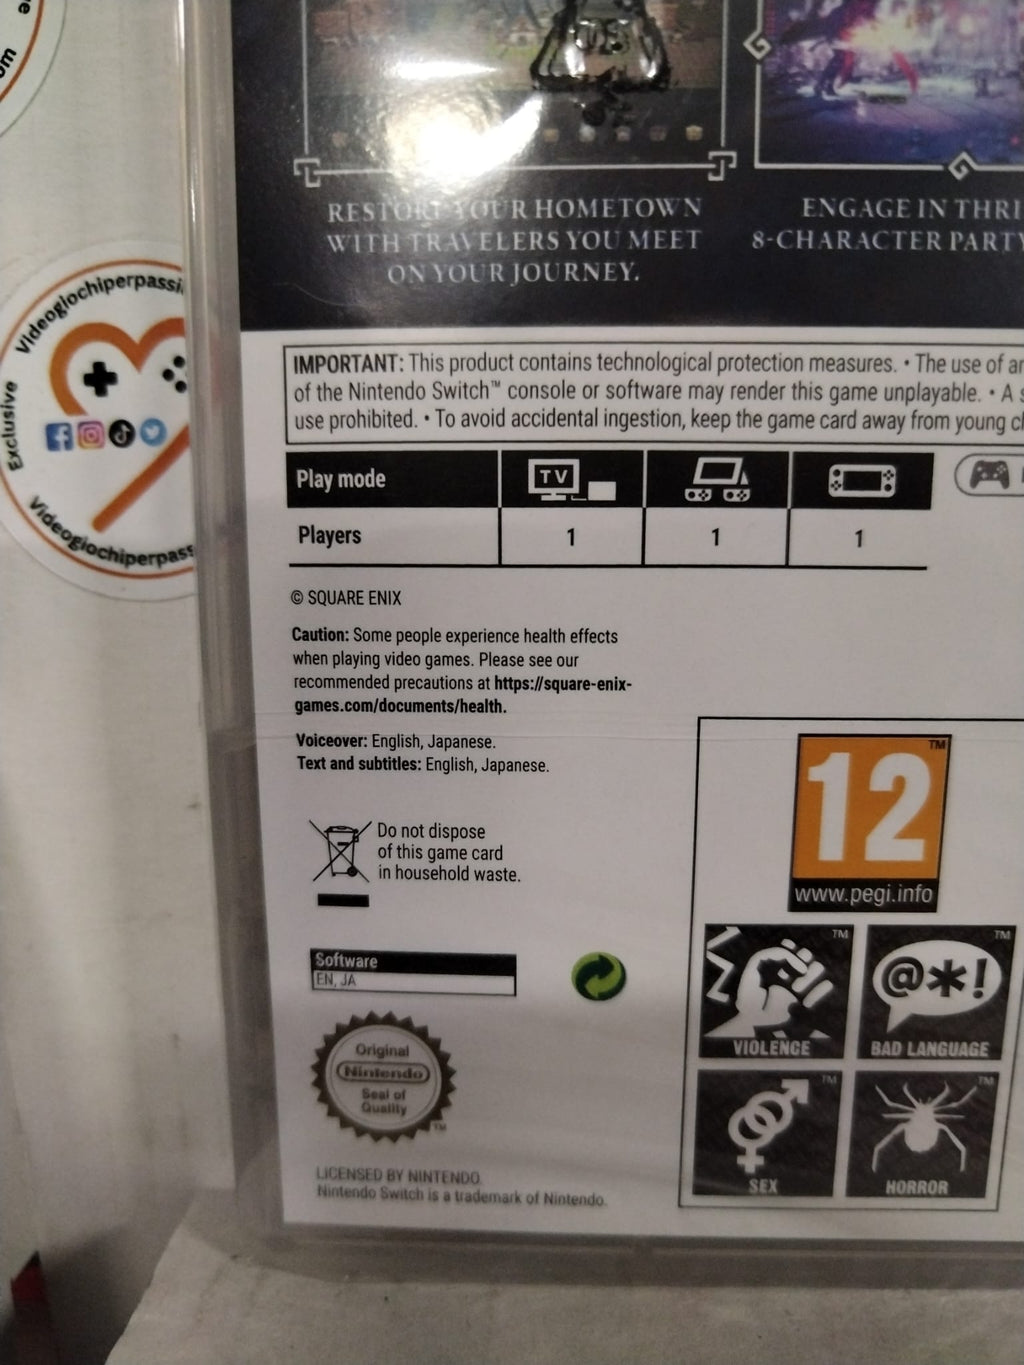 RESTORE YOUR HOMETOWN
WITH TRAVELERS YOU MEET
ON YOUR JOURNEY.
ENGAGE IN
8-CHARACTER PARTY
Videogiochiperpassi
Exclusive
Videogiochiperpass
IMPORTANT: This product contains technological protection measures. • The use of
of the Nintendo Switch™ console or software may render this game unplayable. • A
use prohibited. • To avoid accidental ingestion, keep the game card away from young
Play mode TV
Players 1 1 1
© SQUARE ENIX
Caution: Some people experience health effects
when playing video games. Please see our
recommended precautions at https://square-enix-
games.com/documents/health.
Voiceover: English, Japanese.
Text and subtitles: English, Japanese.
Do not dispose
of this game card
in household waste.
Software
EN, JA
Original
Nintendo
Seal of
Quality
TM
LICENSED BY NINTENDO.
Nintendo Switch is a trademark of Nintendo.
TM
12
www.pegi.info
TM
VIOLENCE
TM
@*!
BAD LANGUAGE
TM
SEX
TM
HORROR